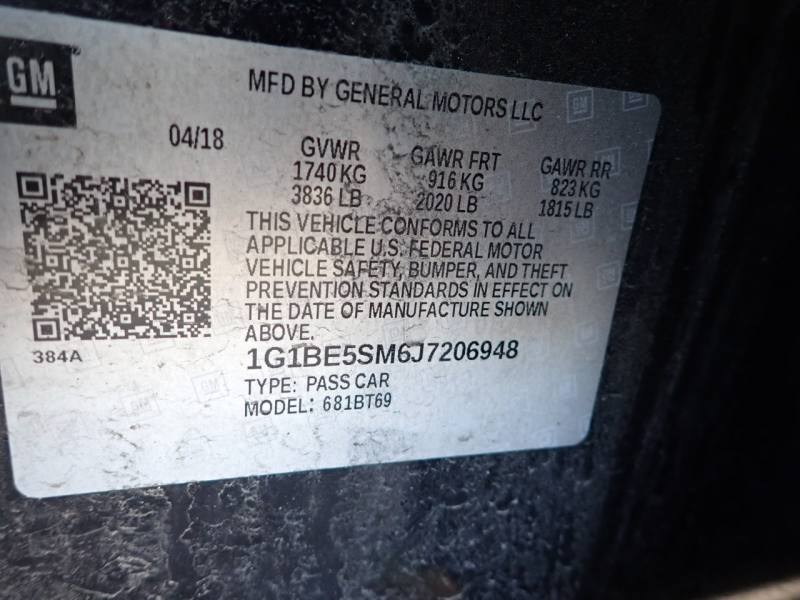 GM
MFD BY GENERAL MOTORS LLC
04/18
GVWR
1740 KG
3836 LB
GAWR FRT
916 KG
2020 LB
GAWR RR
823 KG
1815 LB
THIS VEHICLE CONFORMS TO ALL
APPLICABLE U.S. FEDERAL MOTOR
VEHICLE SAFETY, BUMPER, AND THEFT
PREVENTION STANDARDS IN EFFECT ON
THE DATE OF MANUFACTURE SHOWN
ABOVE.
384A
1G1BE5SM6J7206948
TYPE: PASS CAR
MODEL: 681BT69